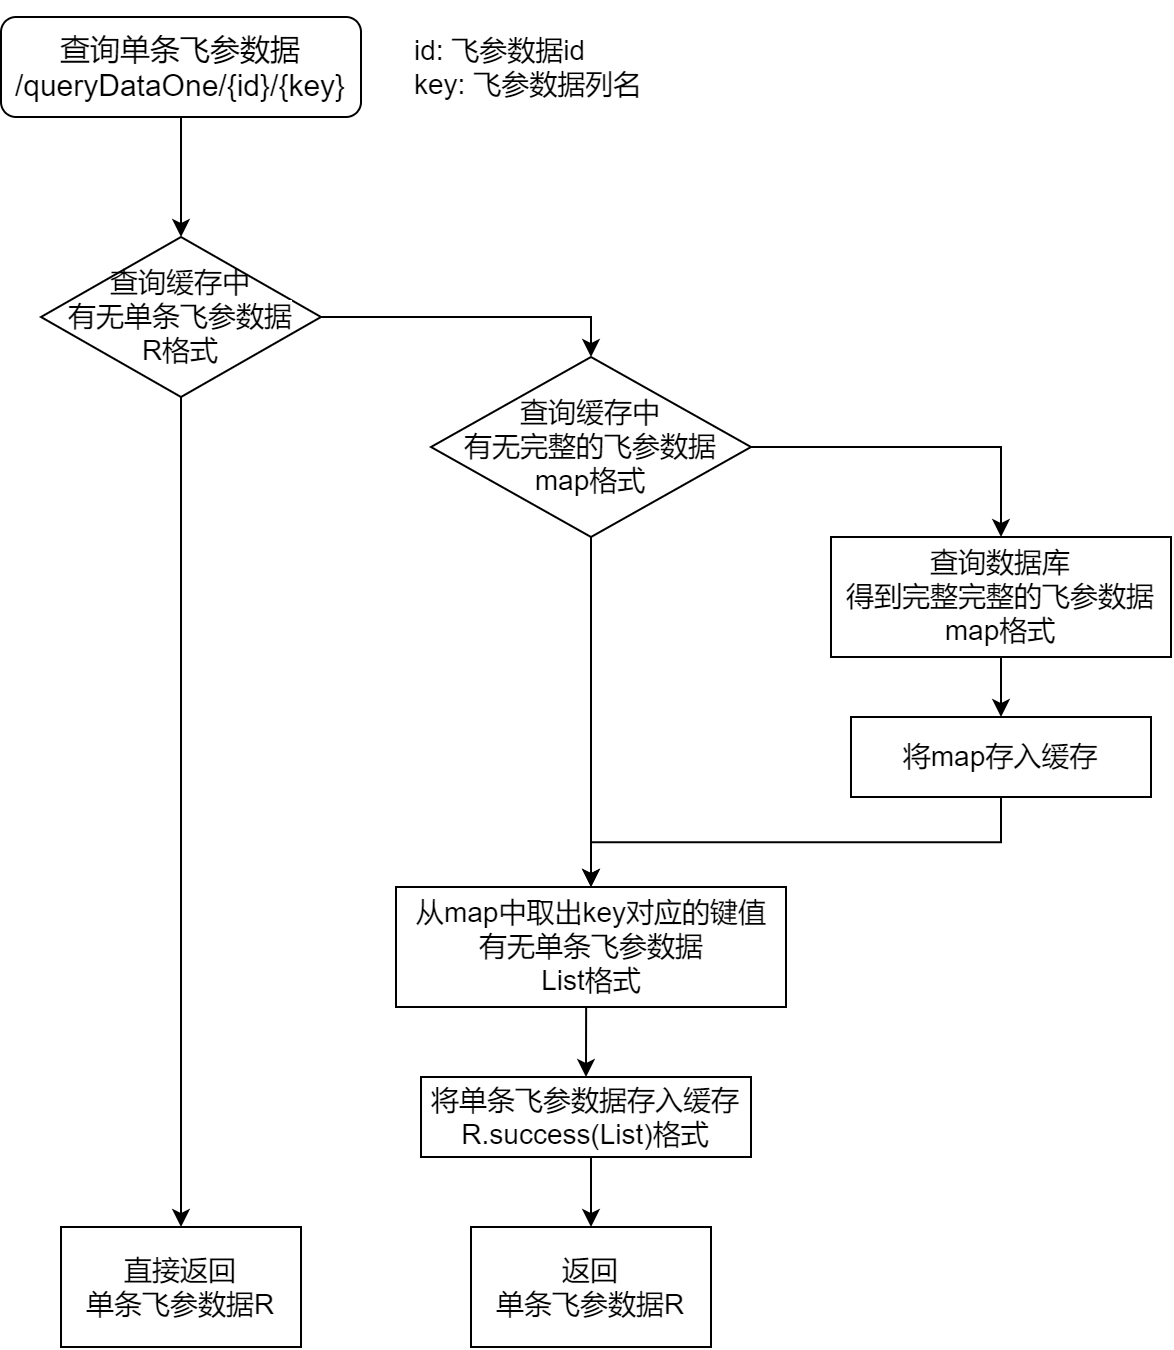 查询单条飞参数据
/queryDataOne/{id}/{key}
id: 飞参数据id
key: 飞参数据列名
查询缓存中
有无单条飞参数据
R格式
查询缓存中
有无完整的飞参数据
map格式
查询数据库
得到完整完整的飞参数据
map格式
将map存入缓存
从map中取出key对应的键值
有无单条飞参数据
List格式
将单条飞参数据存入缓存
R.success(List)格式
直接返回
单条飞参数据R
返回
单条飞参数据R